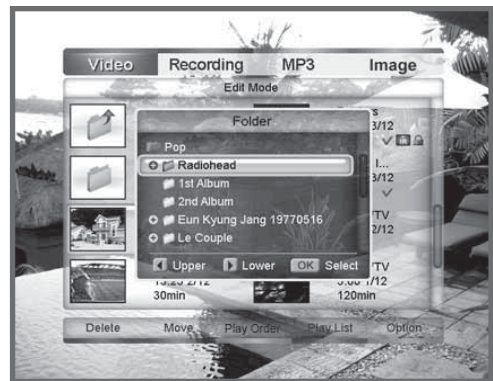 Video Recording MP3 Image
Edit Mode
Folder
3/12
Pop
Radiohead
1st Album
3/12
2nd Album
Eun Kyung Jang 19770516
2/12
Le Couple
Upper Lower OK Select
30min
120min
Delete Move Play Order Play List Option